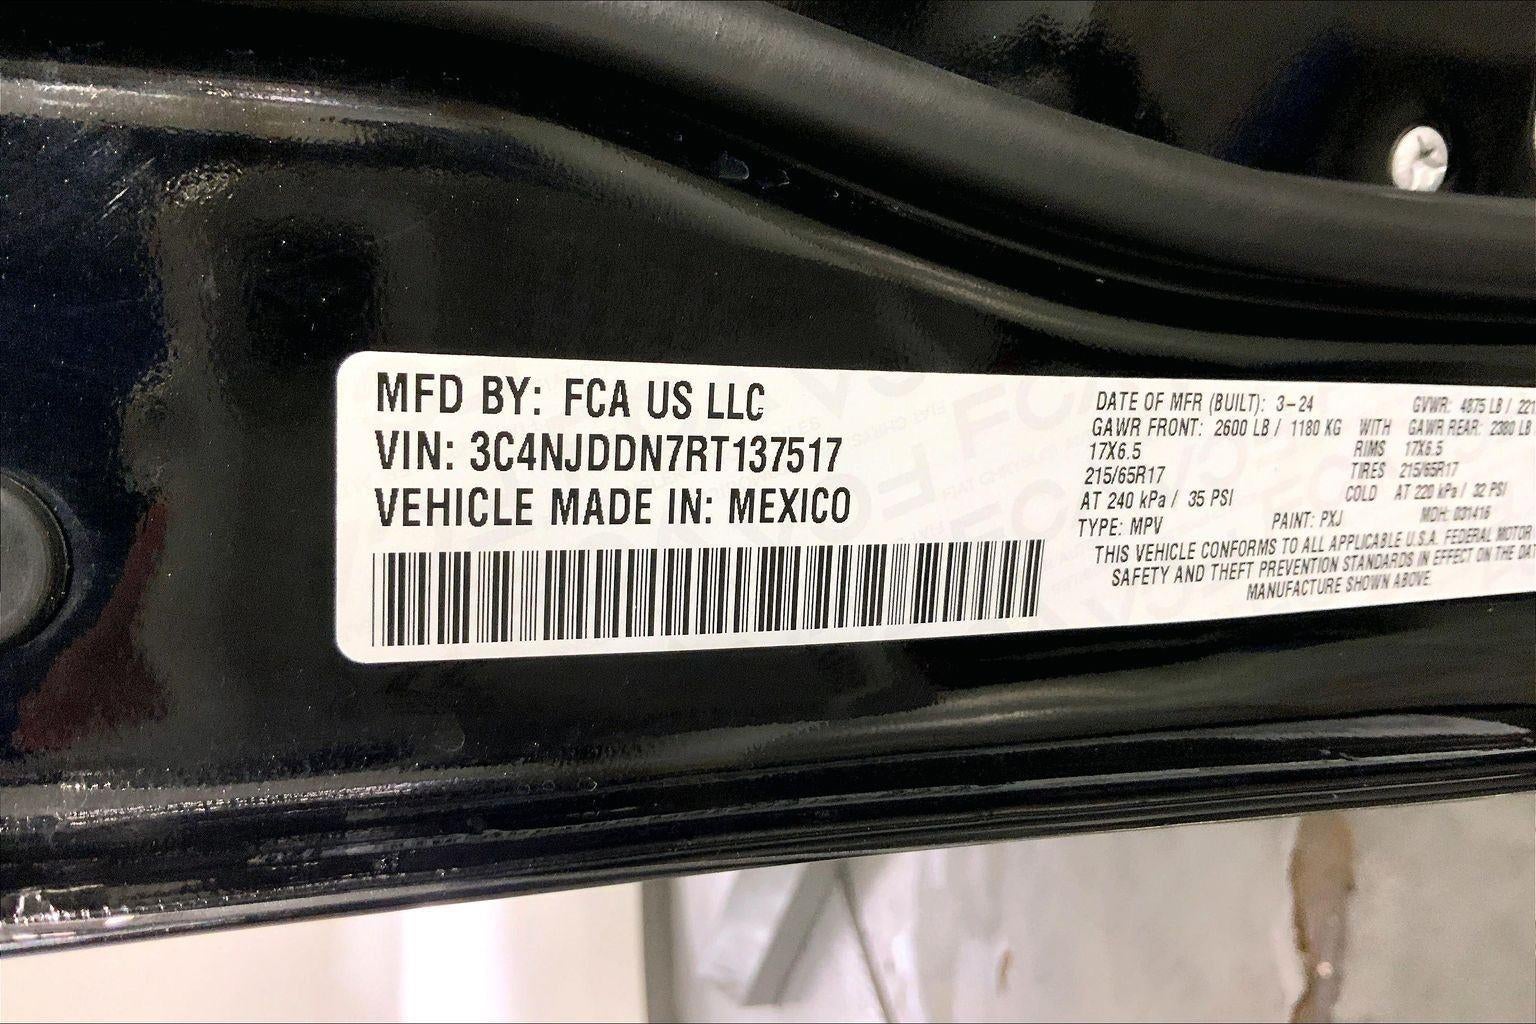 MFD BY: FCA US LLC
VIN: 3C4NJDDN7RT137517
VEHICLE MADE IN: MEXICO
DATE OF MFR (BUILT): 3-24 GVWR: 4875 LB / 221
GAWR FRONT: 2600 LB / 1180 KG WITH GAWR REAR: 2380 LB
17X6.5 RIMS 17X6.5
215/65R17 TIRES 215/65R17
AT 240 kPa / 35 PSI COLD AT 220 kPa / 32 PSI
TYPE: MPV PAINT: PXJ MDH: 031416
THIS VEHICLE CONFORMS TO ALL APPLICABLE U.S.A. FEDERAL MOTOR
SAFETY AND THEFT PREVENTION STANDARDS IN EFFECT ON THE DAT
MANUFACTURE SHOWN ABOVE.